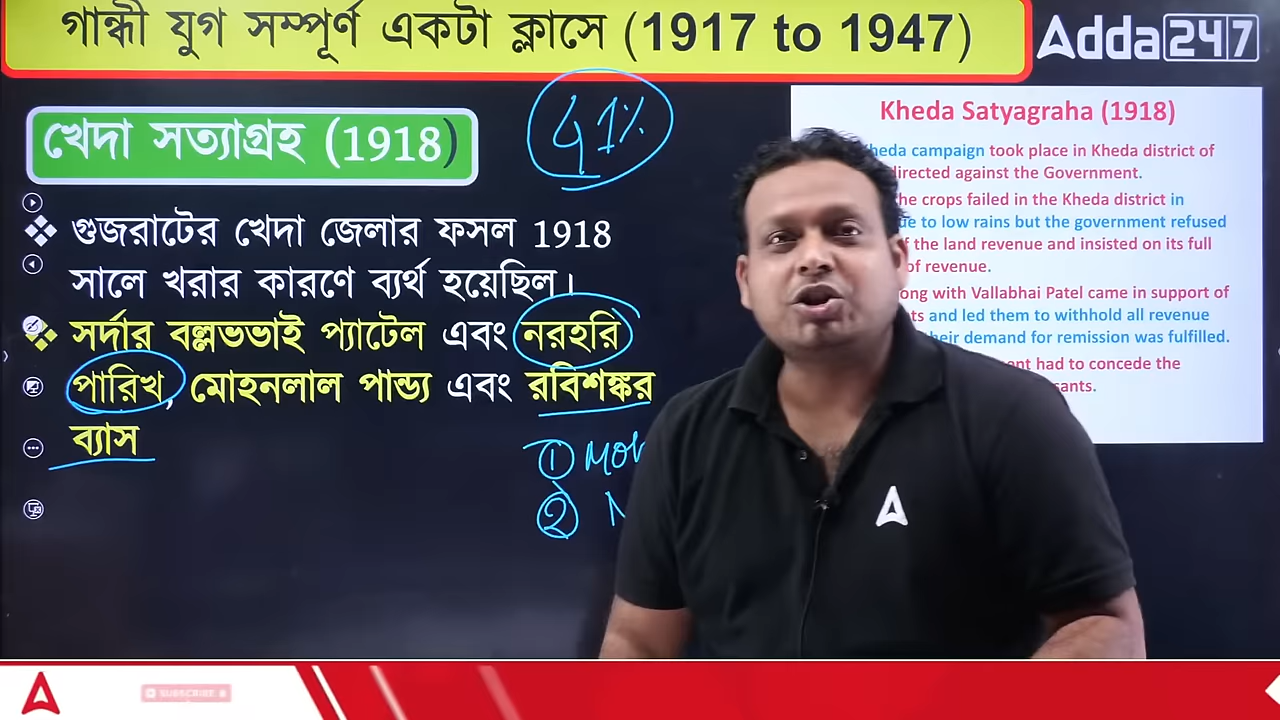 গান্ধী যুগ সম্পূর্ণ একটা ক্লাসে (1917 to 1947)
Adda247
খেদা সত্যাগ্রহ (1918)
41%
গুজরাটের খেদা জেলার ফসল 1918
সালে খরার কারণে ব্যর্থ হয়েছিল।
সর্দার বল্লভভাই প্যাটেল এবং নরহরি
পারিখ, মোহনলাল পান্ড্য এবং রবিশঙ্কর
ব্যাস
①
②
Kheda Satyagraha (1918)
Kheda campaign took place in Kheda district of
directed against the Government.
The crops failed in the Kheda district in
due to low rains but the government refused
of the land revenue and insisted on its full
of revenue.
along with Vallabhai Patel came in support of
and led them to withhold all revenue
their demand for remission was fulfilled.
had to concede the
SUBSCRIBE